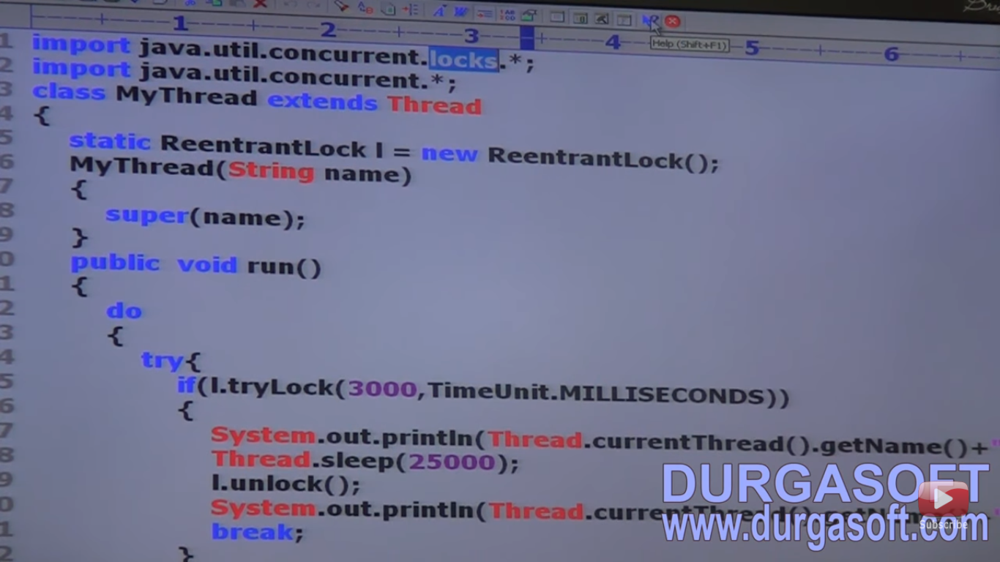 1 2 3 4 5 6
Help (Shift+F1)
1 import java.util.concurrent.locks.*;
2 import java.util.concurrent.*;
3 class MyThread extends Thread
4 {
5 static ReentrantLock l = new ReentrantLock();
6 MyThread(String name)
7 {
8 super(name);
9 }
0 public void run()
1 {
2 do
3 {
4 try{
5 if(l.tryLock(3000,TimeUnit.MILLISECONDS))
6 {
7 System.out.println(Thread.currentThread().getName()+"
8 Thread.sleep(25000);
9 l.unlock();
0 System.out.println(Thread.currentThread().getName()+"
1 break;
2 }
DURGASOFT
www.durgasoft.com
Subscribe